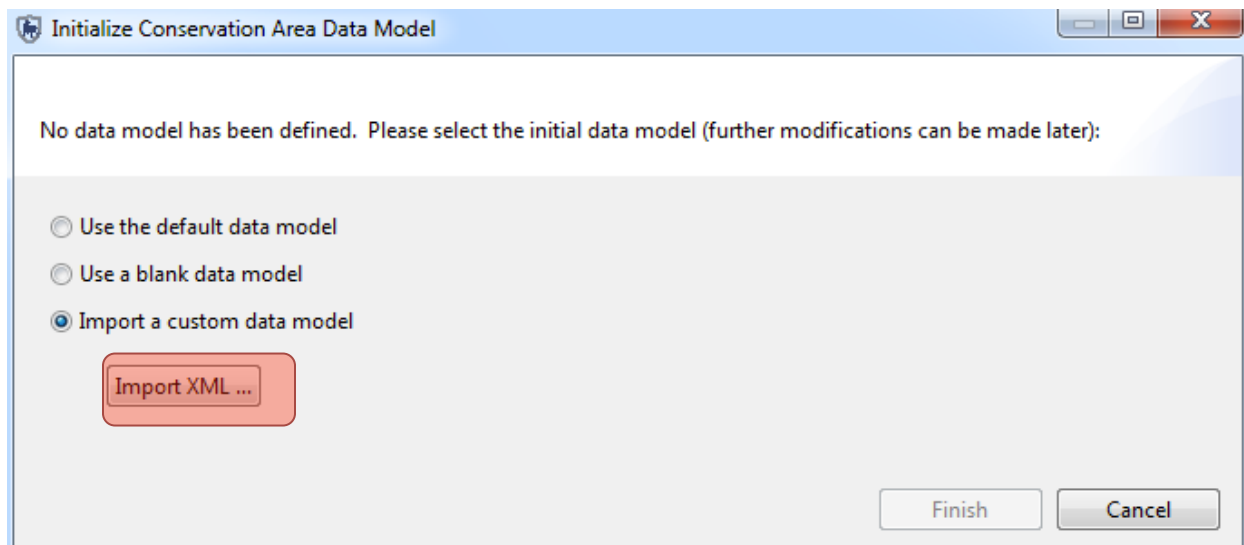 Initialize Conservation Area Data Model
No data model has been defined.  Please select the initial data model (further modifications can be made later):
Use the default data model
Use a blank data model
Import a custom data model
Import XML ...
Finish
Cancel